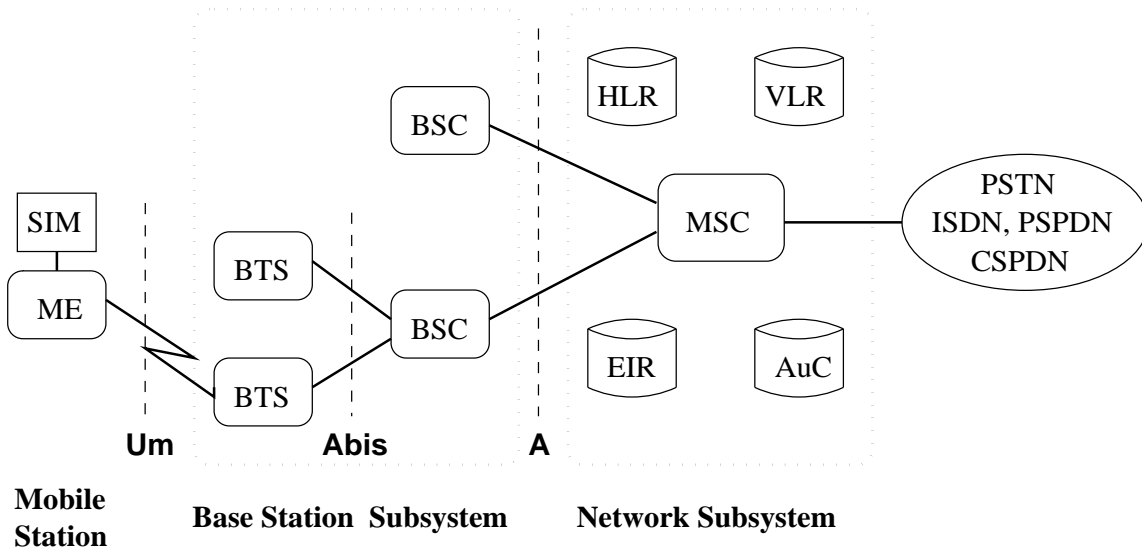 HLR
VLR
BSC
SIM
MSC
PSTN
ISDN, PSPDN
CSPDN
BTS
ME
BSC
EIR
AuC
BTS
Um
Abis
A
Mobile
Station
Base Station Subsystem
Network Subsystem